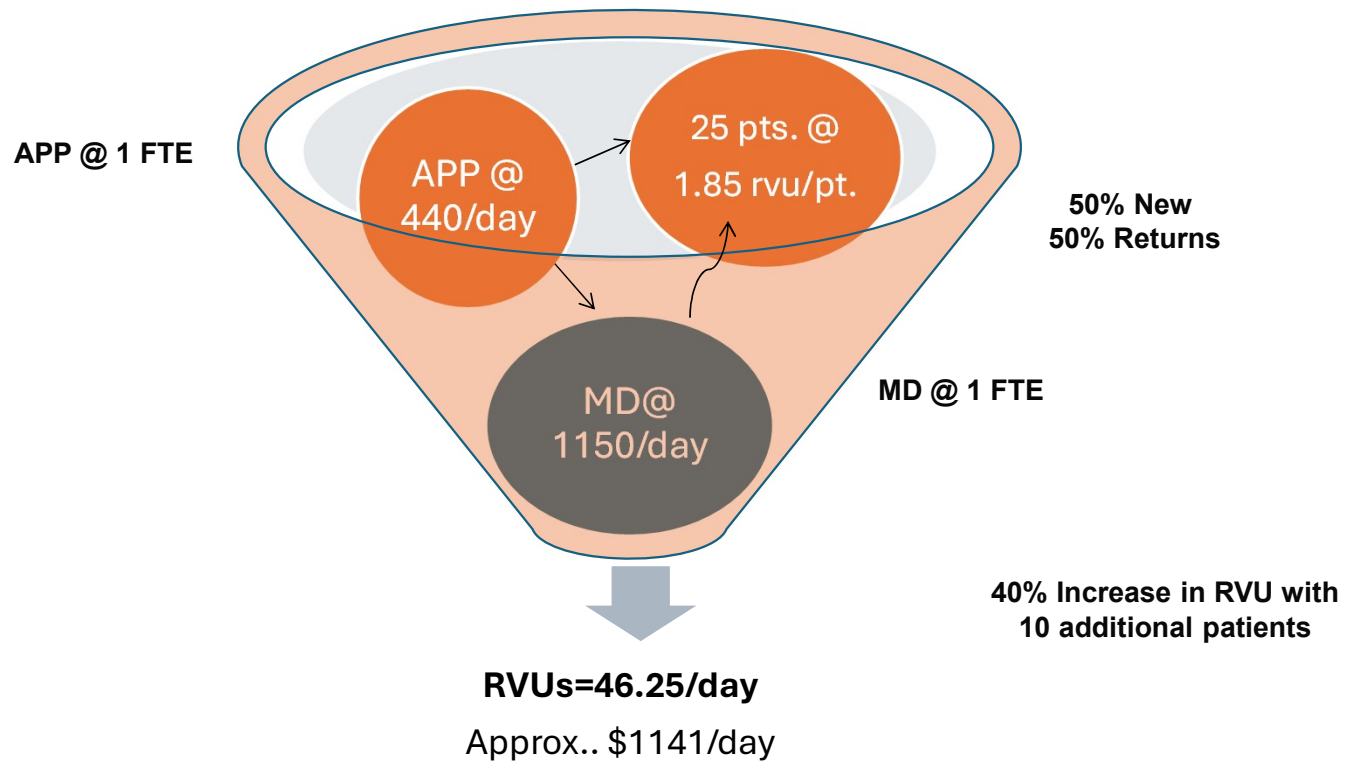 APP @ 1 FTE
APP @
440/day
25 pts. @
1.85 rvu/pt.
50% New
50% Returns
MD@
1150/day
MD @ 1 FTE
40% Increase in RVU with
10 additional patients
RVUs=46.25/day
Approx.. $1141/day